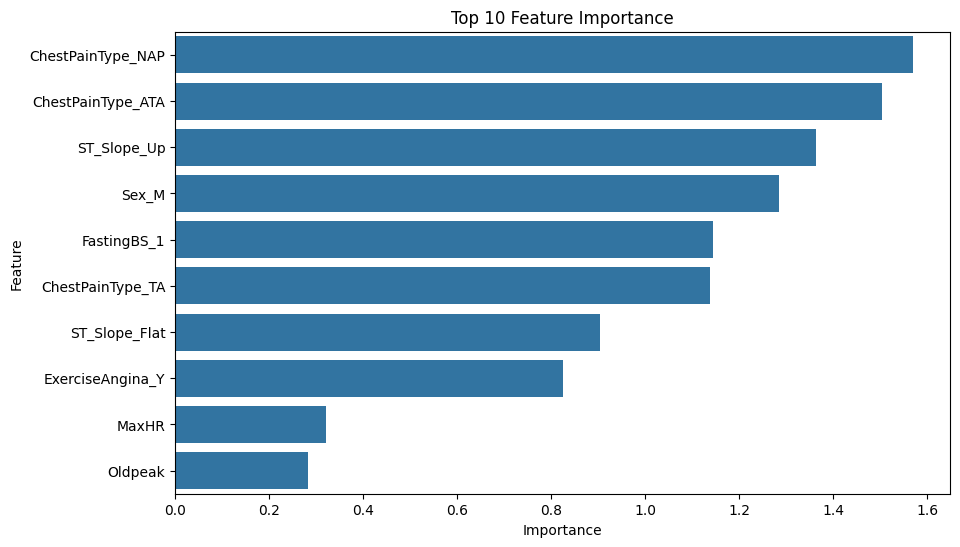 Top 10 Feature Importance
ChestPainType_NAP
ChestPainType_ATA
ST_Slope_Up
Sex_M
FastingBS_1
ChestPainType_TA
ST_Slope_Flat
ExerciseAngina_Y
MaxHR
Oldpeak
Feature
0.0 0.2 0.4 0.6 0.8 1.0 1.2 1.4 1.6
Importance